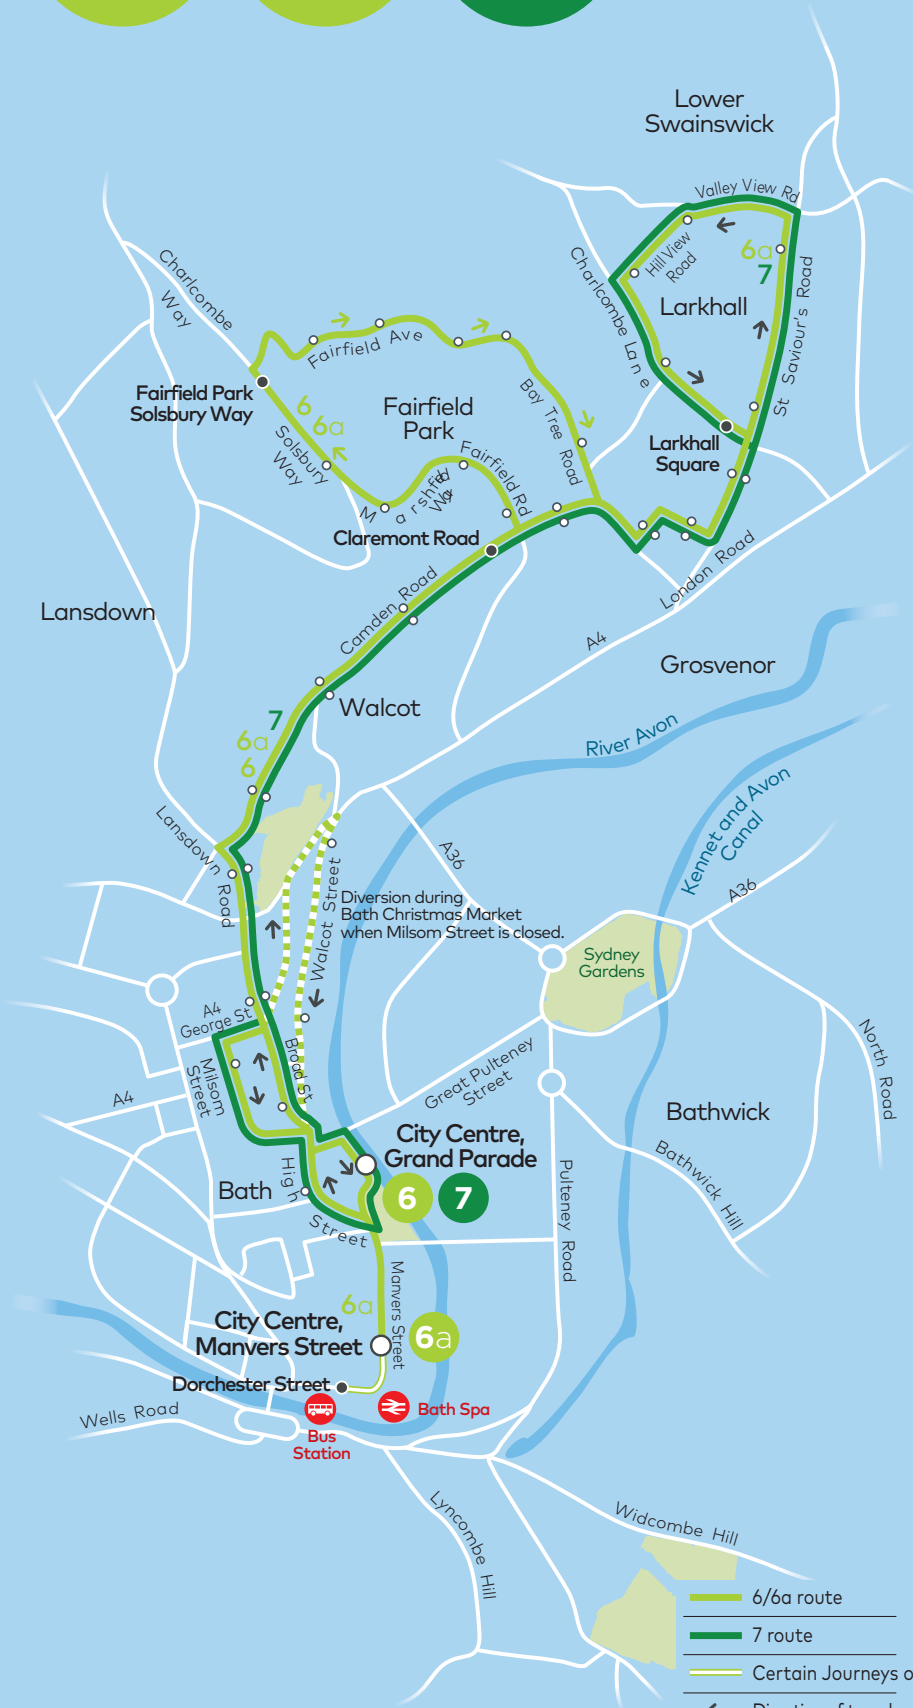 Lower
Swainswick
Valley View Rd
Hill View
Road
6a
7
Larkhall
Charlcombe Lane
St Saviour's Road
Larkhall
Square
Charlcombe
Way
Fairfield Ave
Fairfield Park
Solsbury Way
6
6a
Solsbury
Way
Fairfield
Park
Bay Tree Road
Fairfield Rd
Marshfield
Way
Claremont Road
London Road
Camden Road
Lansdown
A4
Grosvenor
Walcot
7
6a
6
River Avon
Kennet and Avon
Canal
Lansdown Road
A36
A36
Walcot Street
Diversion during
Bath Christmas Market
when Milsom Street is closed.
Sydney
Gardens
A4
George St
Milsom
Street
Broad St
A4
Great Pulteney
Street
North Road
Bathwick
Bathwick Hill
City Centre,
Grand Parade
6
7
Bath
High
Street
Pulteney Road
Manvers Street
6a
City Centre,
Manvers Street
6a
Dorchester Street
Wells Road
Bus
Station
Bath Spa
Lyncombe Hill
Widcombe Hill
6/6a route
7 route
Certain Journeys o